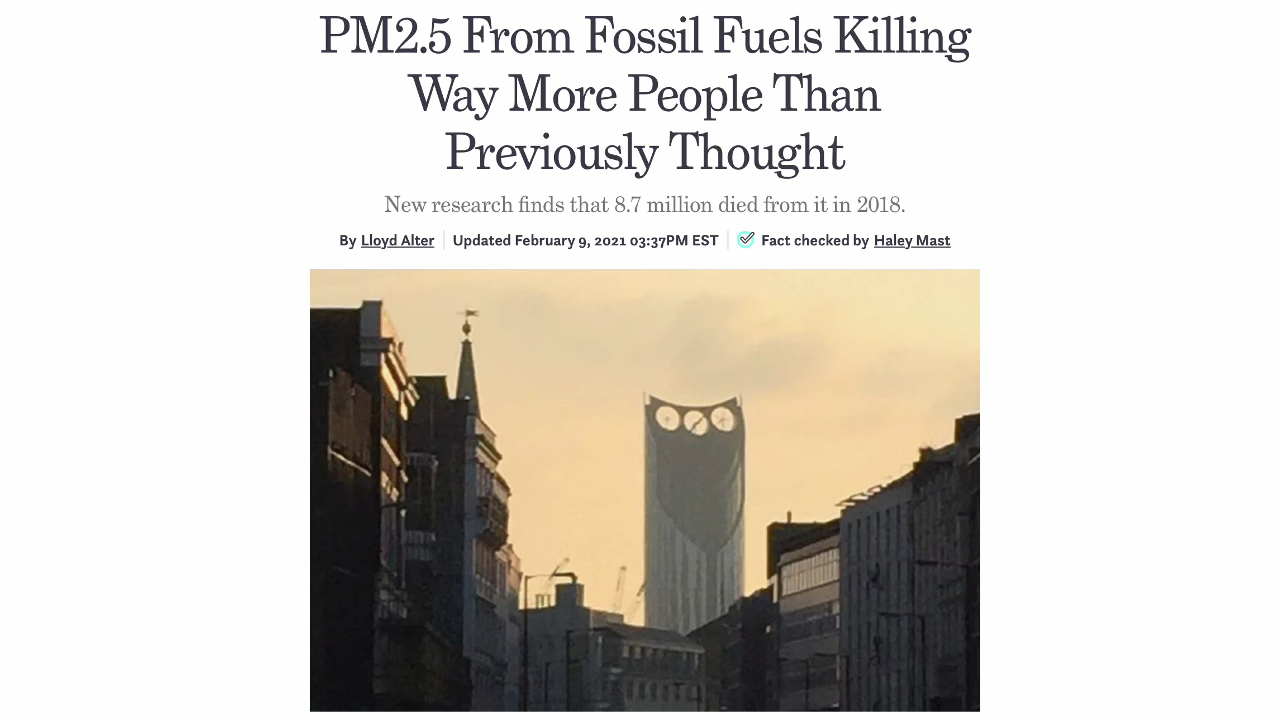 PM2.5 From Fossil Fuels Killing
Way More People Than
Previously Thought
New research finds that 8.7 million died from it in 2018.
By Lloyd Alter | Updated February 9, 2021 03:37PM EST | Fact checked by Haley Mast